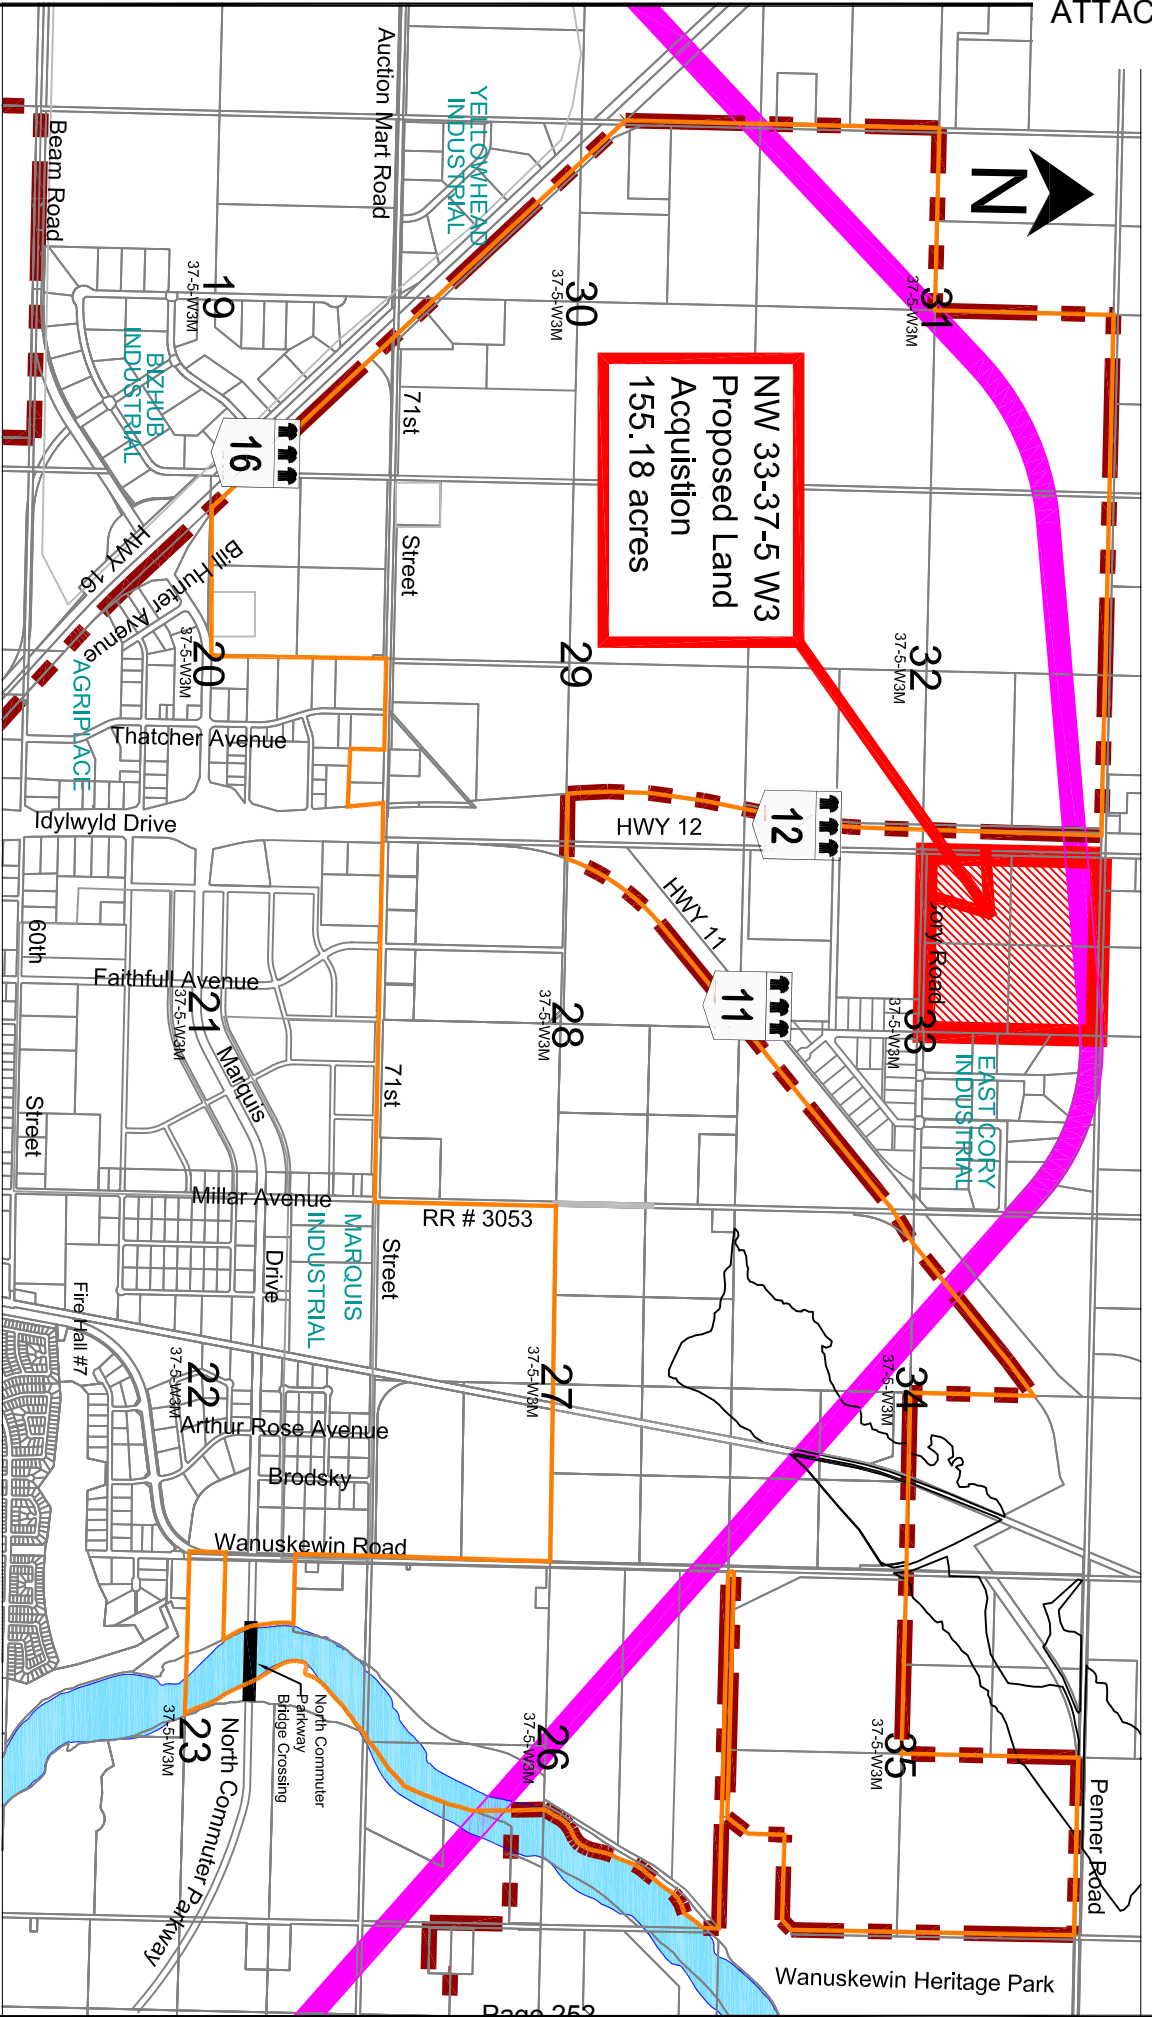 ATTAC
N
Auction Mart Road
YELLOWHEAD
INDUSTRIAL
Beam Road
19
37-5-W3M
BIZHUB
INDUSTRIAL
16
HWY 16
Bill Hunter Avenue
30
37-5-W3M
31
37-5-W3M
71st
Street
NW 33-37-5 W3
Proposed Land
Acquistion
155.18 acres
20
37-5-W3M
AGRIPLACE
Thatcher Avenue
Idylwyld Drive
29
37-5-W3M
32
37-5-W3M
HWY 12
12
HWY 11
11
Cory Road
33
37-5-W3M
EAST CORY
INDUSTRIAL
60th
Street
Faithfull Avenue
21
37-5-W3M
Marquis
Drive
28
37-5-W3M
71st
Street
Millar Avenue
RR # 3053
MARQUIS
INDUSTRIAL
Fire Hall #7
22
37-5-W3M
Arthur Rose Avenue
Brodsky
Wanuskewin Road
27
37-5-W3M
34
37-5-W3M
North Commuter
Parkway
Bridge Crossing
23
37-5-W3M
North Commuter Parkway
26
37-5-W3M
35
37-5-W3M
Penner Road
Wanuskewin Heritage Park
Page 252